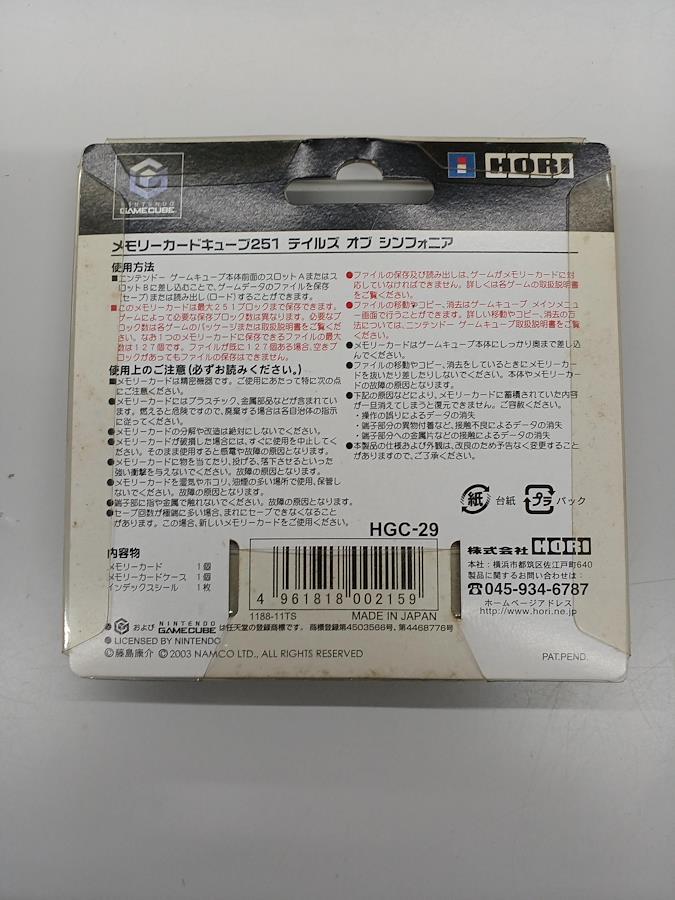 NINTENDO
GAMECUBE
HORI
メモリーカードキューブ251 テイルズ オブ シンフォニア
使用方法
■ニンテンドー ゲームキューブ本体前面のスロットAまたはス
ロットBに差し込むことで、ゲームデータのファイルを保存
(セーブ)または読み出し(ロード)することができます。
■このメモリーカードは最大251ブロックまで保存できます。
ゲームによって必要な保存ブロック数は異なります。必要なブ
ロック数は各ゲームのパッケージまたは取扱説明書をご覧くだ
さい。なお1つのメモリーカードに保存できるファイルの最大
数は127個です。ファイルが既に127個ある場合、空きブ
ロックがあってもファイルの保存はできません。
使用上のご注意(必ずお読みください。)
■メモリーカードは精密機器です。ご使用にあたって特に次の点
にご注意ください。
●メモリーカードにはプラスチック、金属部品などが含まれてい
ます。燃えると危険ですので、廃棄する場合は各自治体の指示
に従ってください。
●メモリーカードの分解や改造は絶対にしないでください。
●メモリーカードが破損した場合には、すぐに使用を中止してく
ださい。そのまま使用すると感電や故障の原因となります。
●メモリーカードに物を当てたり、投げる、落下させるといった
強い衝撃を与えないでください。故障の原因となります。
●メモリーカードを湿気やホコリ、油煙の多い場所で使用、保管し
ないでください。故障の原因となります。
●端子部に指や金属で触れないでください。故障の原因となります。
●セーブ回数が極端に多い場合、まれにセーブできなくなること
があります。この場合、新しいメモリーカードをご使用ください。
●ファイルの保存及び読み出しは、ゲームがメモリーカードに対
応していなければできません。詳しくは各ゲームの取扱説明書
をご覧ください。
●ファイルの移動やコピー、消去はゲームキューブ メインメニュ
ー画面で行うことができます。詳しい移動やコピー、消去の方
法については、ニンテンドー ゲームキューブ取扱説明書をご覧
ください。
●メモリーカードはゲームキューブ本体にしっかり奥まで差し込
んでください。
●ファイルの移動やコピー、消去をしているときにメモリーカー
ドを抜いたり差したりしないでください。本体やメモリーカー
ドの故障の原因となります。
●下記の原因などにより、メモリーカードに蓄積されていた内容
が一旦消えてしまうと復元できません。ご容赦ください。
・操作の誤りによるデータの消失
・端子部分の異物付着など、接触不良によるデータの消失
・端子部分への金属片などの接触によるデータの消失
●本製品の仕様および外観は、改良のため予告なく変更すること
がありますので、ご了承ください。
紙 台紙 プラ パック
HGC-29
内容物
メモリーカード 1個
メモリーカードケース 1個
インデックスシール 1枚
4 961818 002159
1188-11TS MADE IN JAPAN
株式会社 HORI
本社:横浜市都筑区佐江戸町640
製品に関するお問い合わせは:
☎045-934-6787
ホームページアドレス
http://www.hori.ne.jp
● および NINTENDO GAMECUBE は任天堂の登録商標です。 商標登録第4503566号、第4468776号
● LICENSED BY NINTENDO
©藤島康介 ©2003 NAMCO LTD., ALL RIGHTS RESERVED
PAT.PEND.